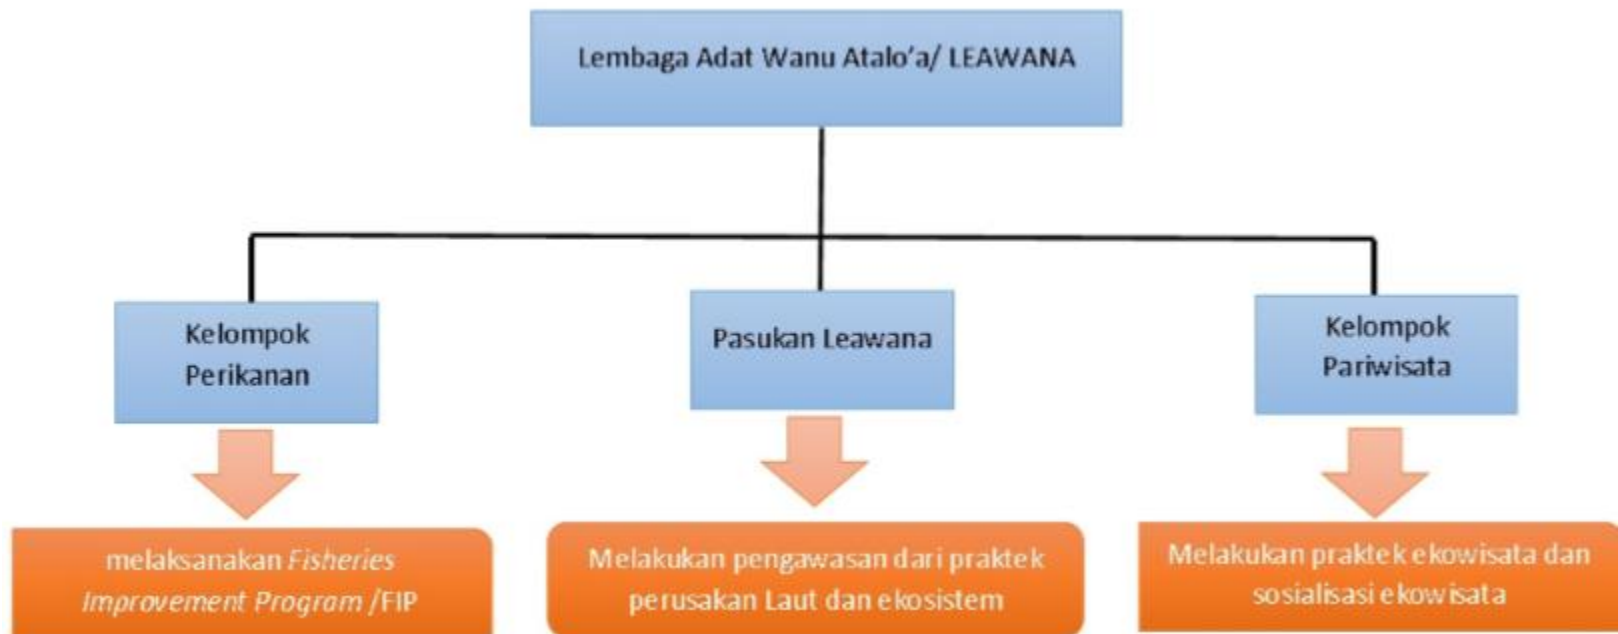 Lembaga Adat Wanu Atalo'a/ LEAWANA
Kelompok
Perikanan
Pasukan Leawana
Kelompok
Pariwisata
melaksanakan Fisheries
Improvement Program /FIP
Melakukan pengawasan dari praktek
perusakan Laut dan ekosistem
Melakukan praktek ekowisata dan
sosialisasi ekowisata